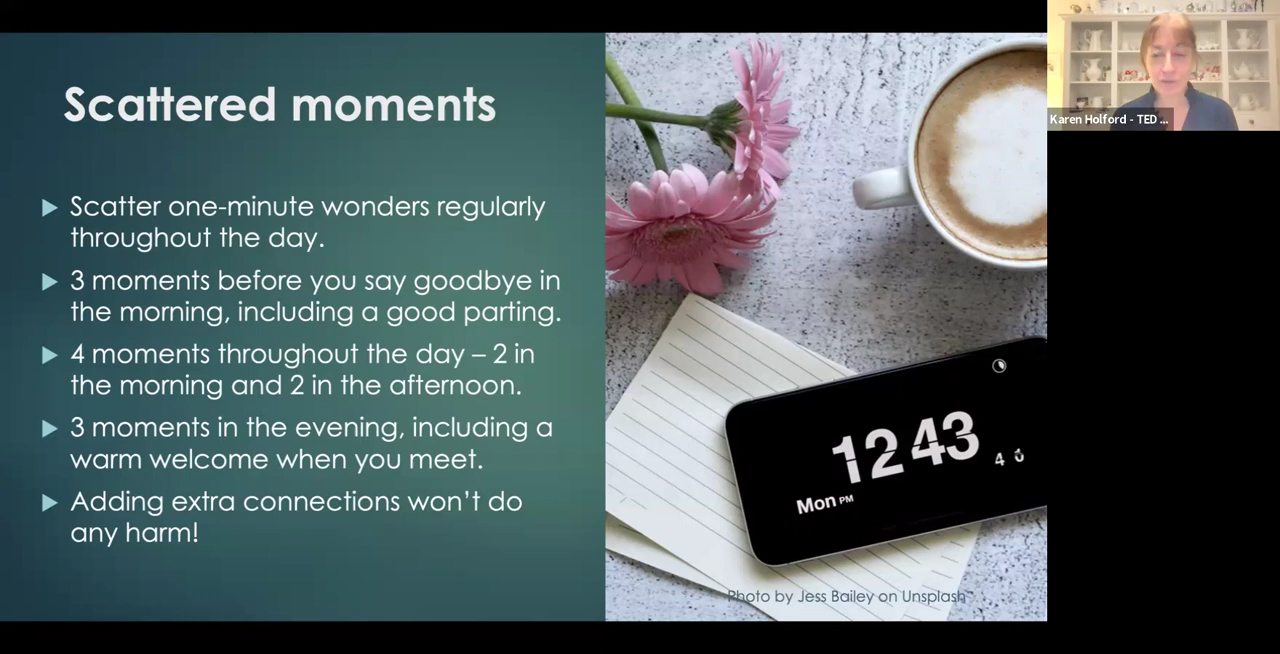 Scattered moments
Scatter one-minute wonders regularly
throughout the day.
3 moments before you say goodbye in
the morning, including a good parting.
4 moments throughout the day – 2 in
the morning and 2 in the afternoon.
3 moments in the evening, including a
warm welcome when you meet.
Adding extra connections won’t do
any harm!
12 43
Mon PM
Photo by Jess Bailey on Unsplash
Karen Holford - TED ...